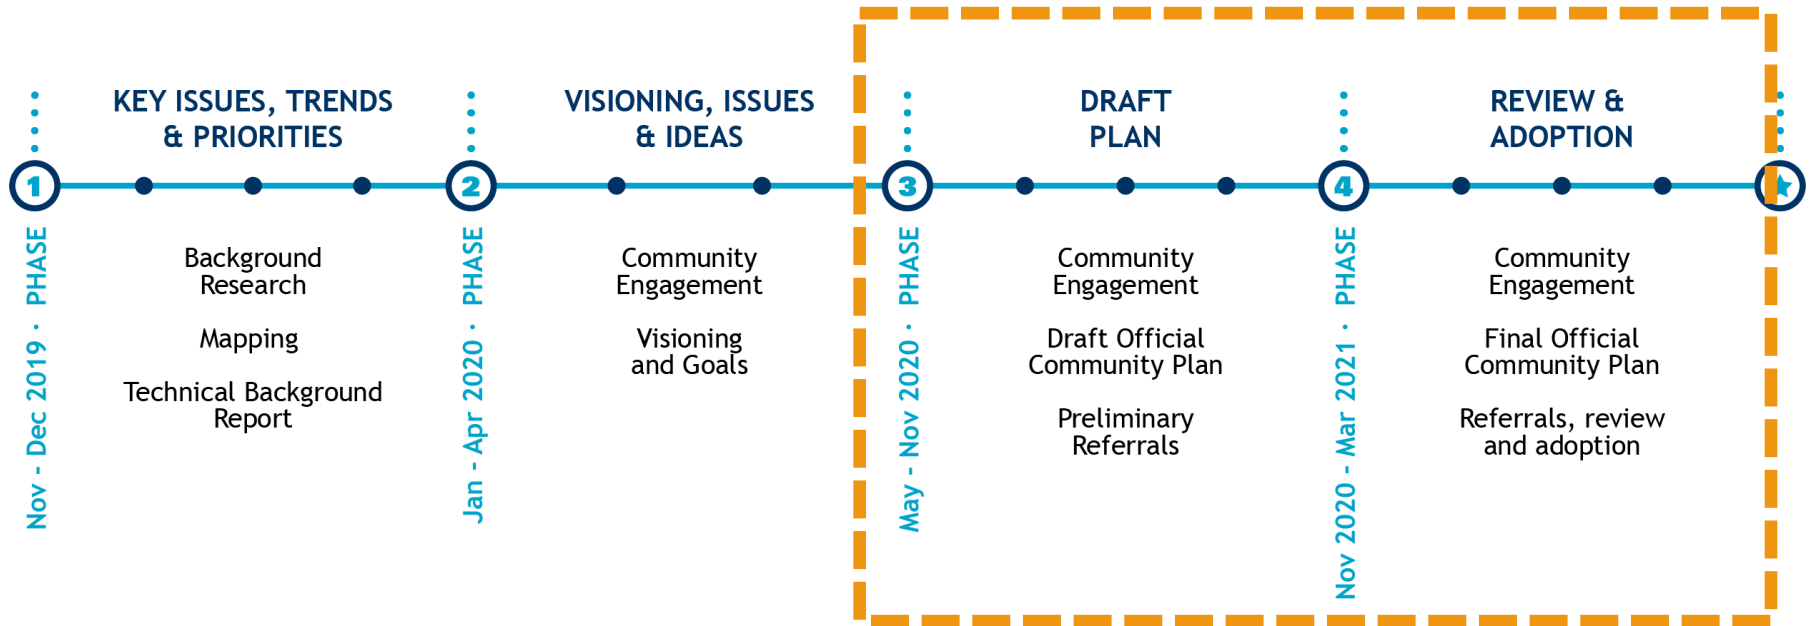 KEY ISSUES, TRENDS
& PRIORITIES
1
PHASE
Nov - Dec 2019 ·
Background
Research
Mapping
Technical Background
Report
VISIONING, ISSUES
& IDEAS
2
PHASE
Jan - Apr 2020 ·
Community
Engagement
Visioning
and Goals
DRAFT
PLAN
3
PHASE
May - Nov 2020 ·
Community
Engagement
Draft Official
Community Plan
Preliminary
Referrals
REVIEW &
ADOPTION
4
PHASE
Nov 2020 - Mar 2021 ·
Community
Engagement
Final Official
Community Plan
Referrals, review
and adoption